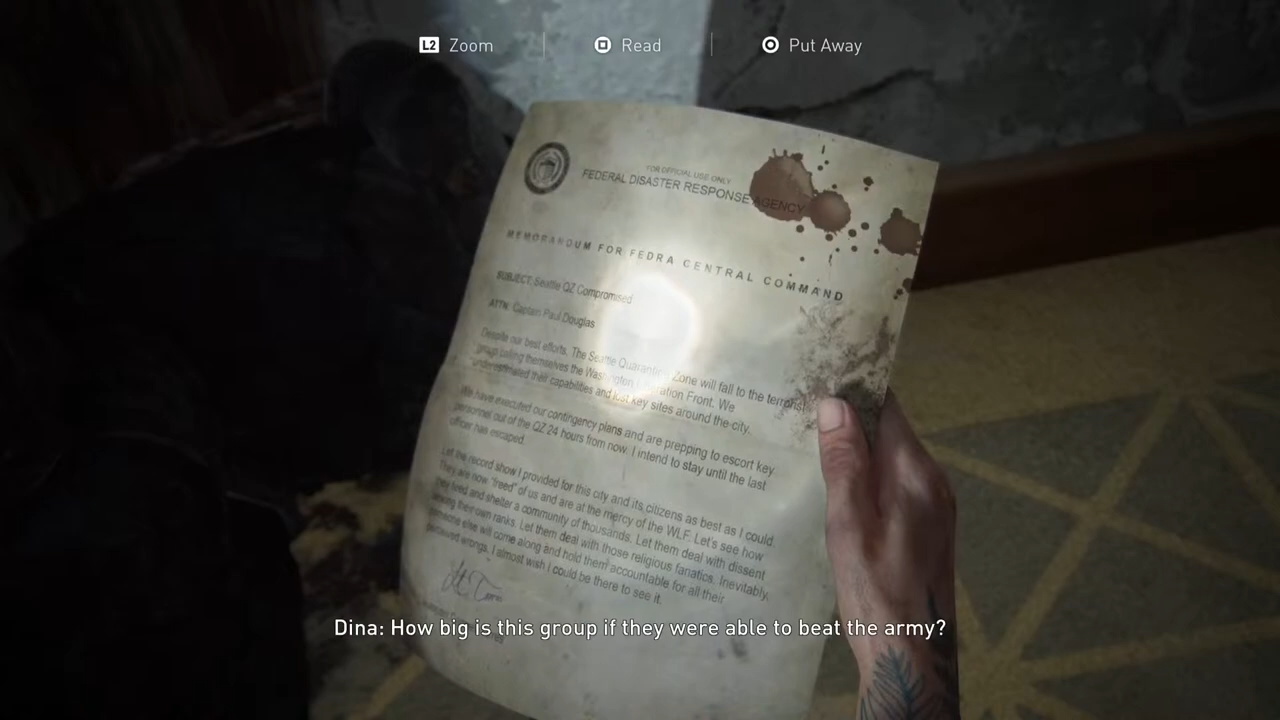 L2 Zoom
Read
Put Away
FOR OFFICIAL USE ONLY
FEDERAL DISASTER RESPONSE AGENCY
MEMORANDUM FOR FEDRA CENTRAL COMMAND
SUBJECT: Seattle QZ Compromised
ATTN: Captain Paul Douglas
Despite our best efforts, The Seattle Quarantine Zone will fall to the terrorist
group calling themselves the Washington Liberation Front. We
underestimated their capabilities and lost key sites around the city.
We have executed our contingency plans and are prepping to escort key
personnel out of the QZ 24 hours from now. I intend to stay until the last
officer has escaped.
Let the record show I provided for this city and its citizens as best as I could.
They are now "freed" of us and are at the mercy of the WLF. Let's see how
they feed and shelter a community of thousands. Let them deal with dissent
among their own ranks. Let them deal with those religious fanatics. Inevitably,
someone else will come along and hold them accountable for all their
perceived wrongs. I almost wish I could be there to see it.
Dina: How big is this group if they were able to beat the army?